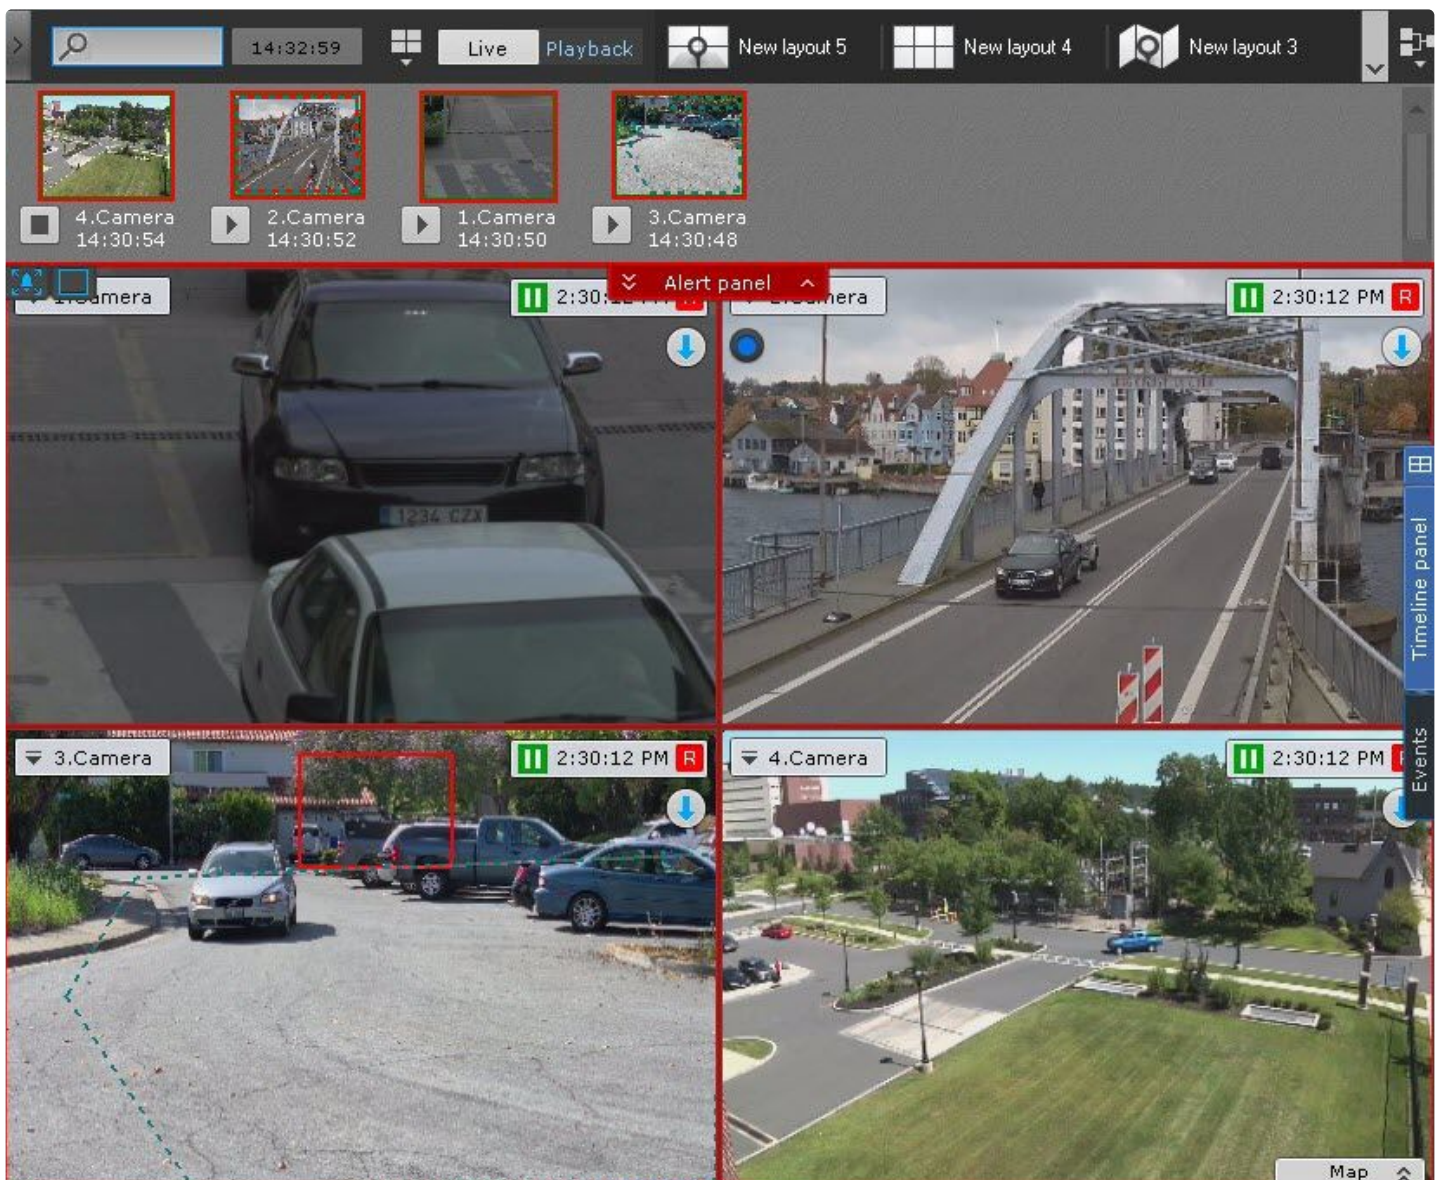 14:32:59
Live
Playback
New layout 5
New layout 4
New layout 3
4.Camera
14:30:54
2.Camera
14:30:52
1.Camera
14:30:50
3.Camera
14:30:48
Alert panel
2:30:12 PM R
1234 CZX
Timeline panel
Events
3.Camera
2:30:12 PM R
4.Camera
2:30:12 PM
Map